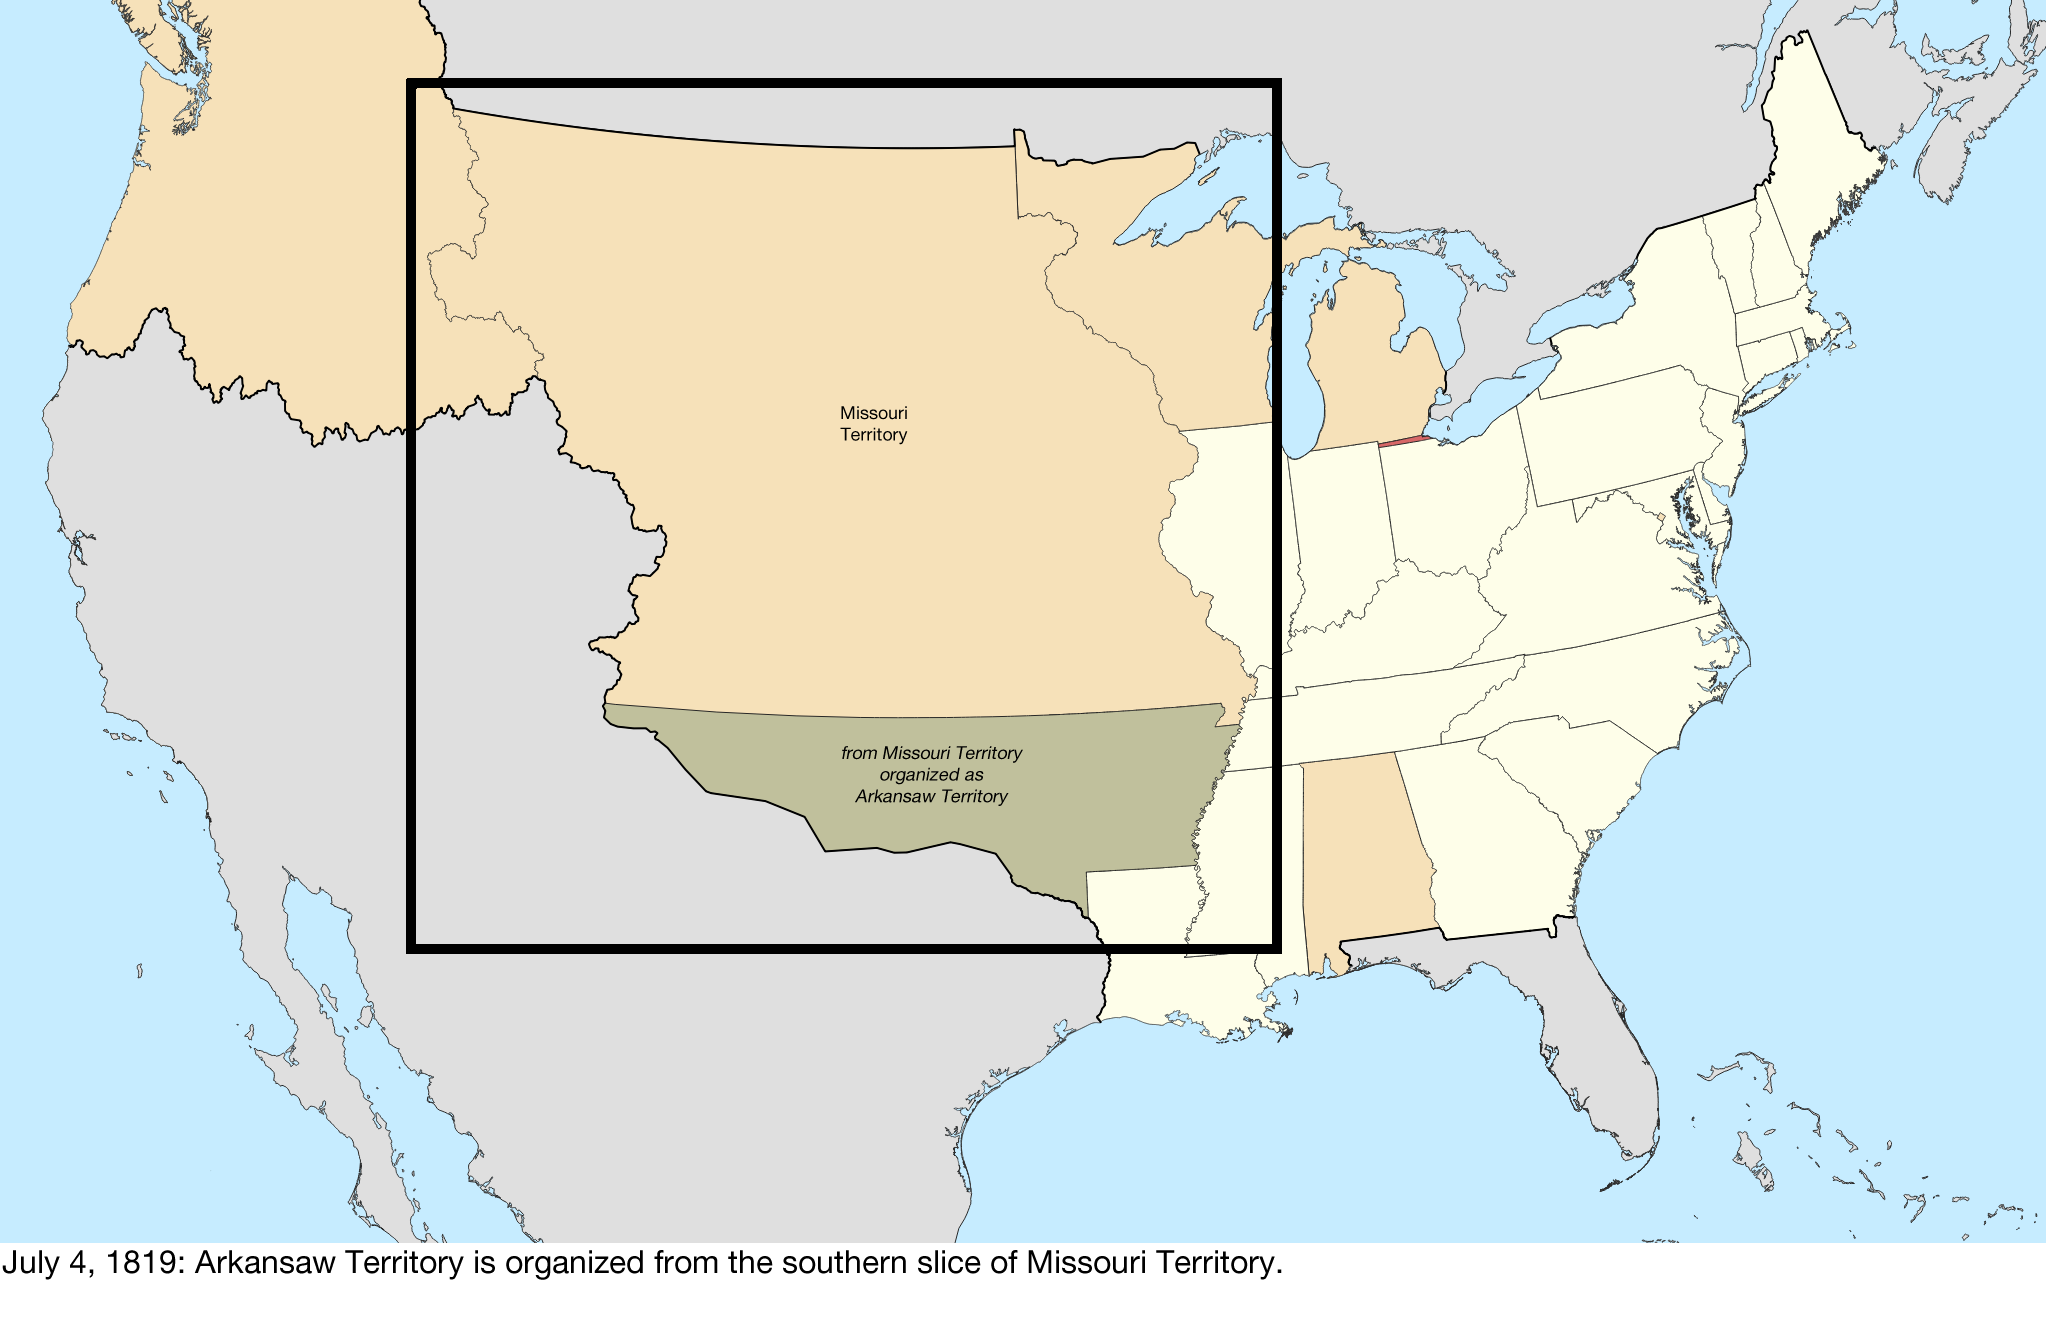 Missouri
Territory
from Missouri Territory
organized as
Arkansaw Territory
July 4, 1819: Arkansaw Territory is organized from the southern slice of Missouri Territory.